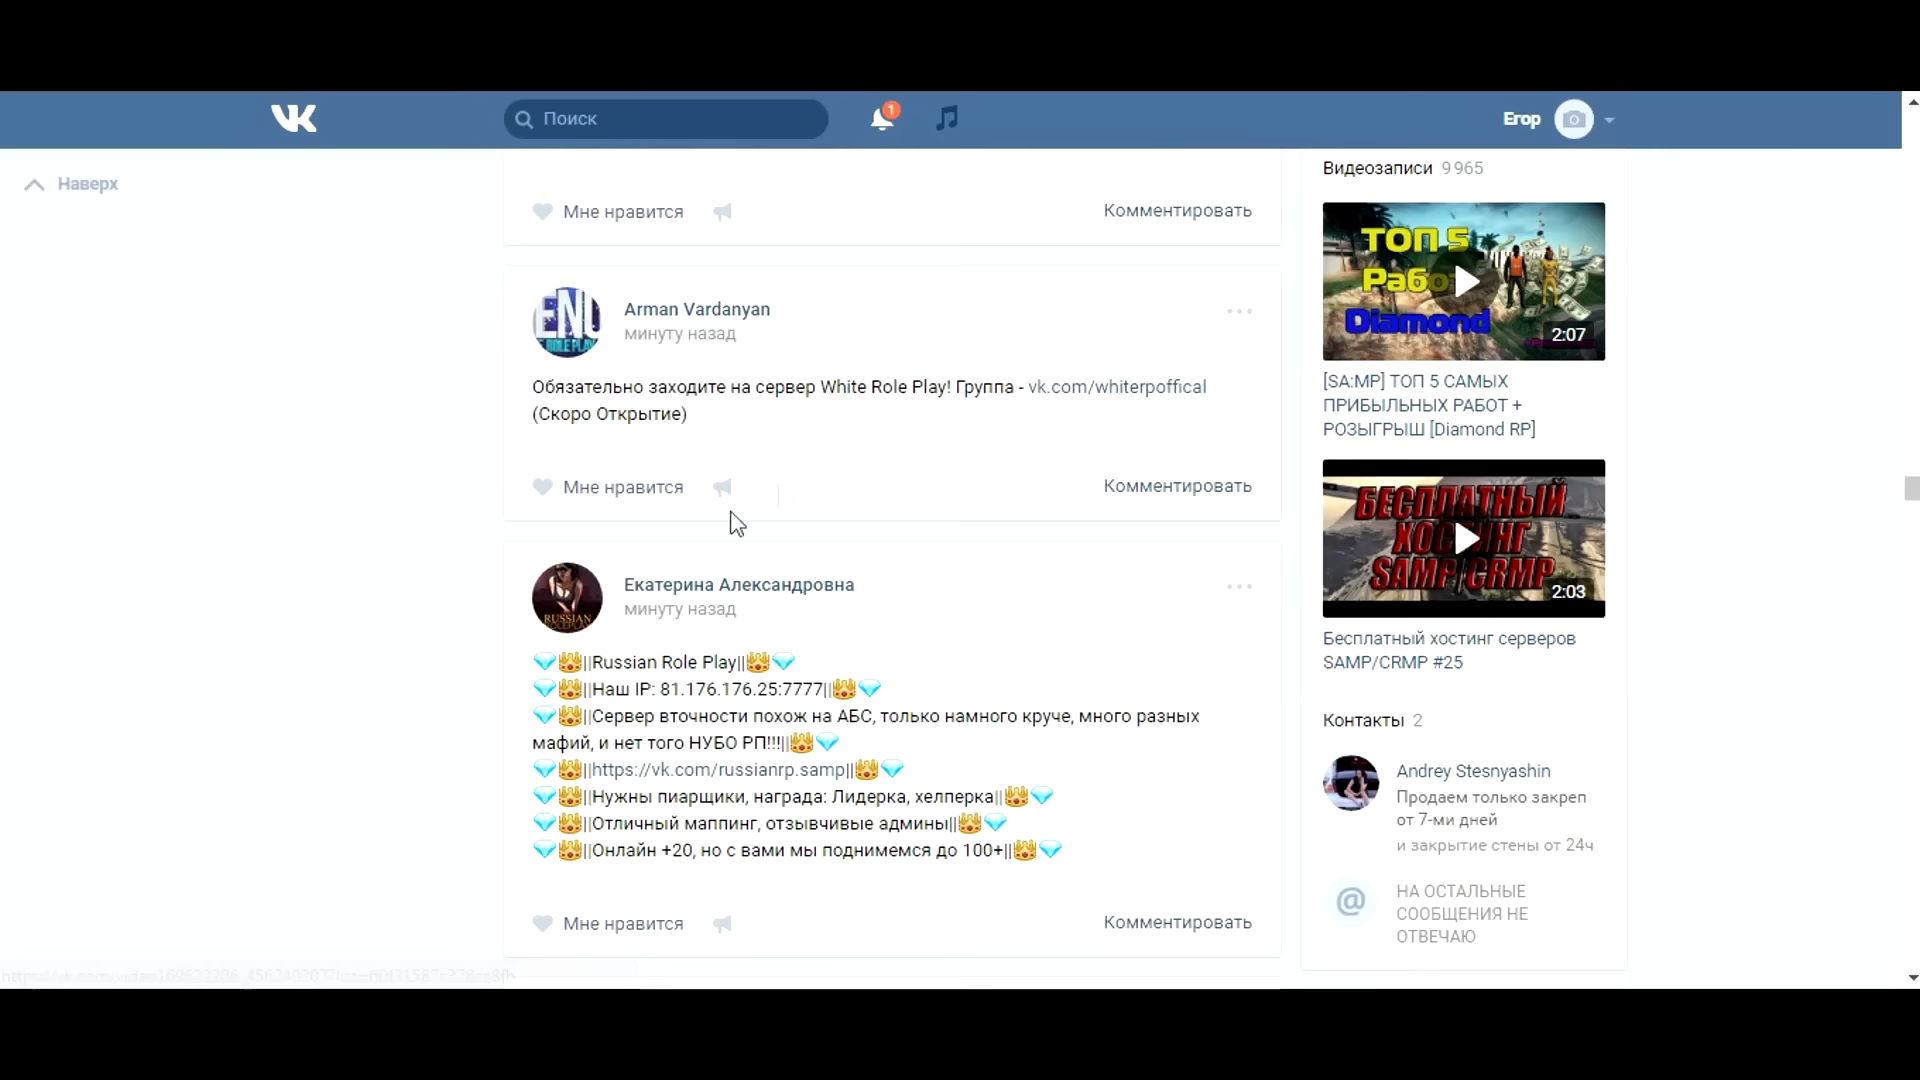 VK
Поиск
1
Егор
Наверх
Мне нравится
Комментировать
Arman Vardanyan
минуту назад
Обязательно заходите на сервер White Role Play! Группа - vk.com/whiterpoffical
(Скоро Открытие)
Мне нравится
Комментировать
RUSSIAN
Екатерина Александровна
минуту назад
💎👑||Russian Role Play||👑💎
💎👑||Наш IP: 81.176.176.25:7777||👑💎
💎👑||Сервер вточности похож на АБС, только намного круче, много разных
мафий, и нет того НУБО РП!!!||👑💎
💎👑||https://vk.com/russianrp.samp||👑💎
💎👑||Нужны пиарщики, награда: Лидерка, хелперка||👑💎
💎👑||Отличный маппинг, отзывчивые админы||👑💎
💎👑||Онлайн +20, но с вами мы поднимемся до 100+||👑💎
Мне нравится
Комментировать
Видеозаписи 9 965
ТОП 5
Рабо
Diamond
2:07
[SA:MP] ТОП 5 САМЫХ
ПРИБЫЛЬНЫХ РАБОТ +
РОЗЫГРЫШ [Diamond RP]
БЕСПЛАТНЫЙ
ХОСТИНГ
SAMP/CRMP
2:03
Бесплатный хостинг серверов
SAMP/CRMP #25
Контакты 2
Andrey Stesnyashin
Продаем только закреп
от 7-ми дней
и закрытие стены от 24ч
@
НА ОСТАЛЬНЫЕ
СООБЩЕНИЯ НЕ
ОТВЕЧАЮ